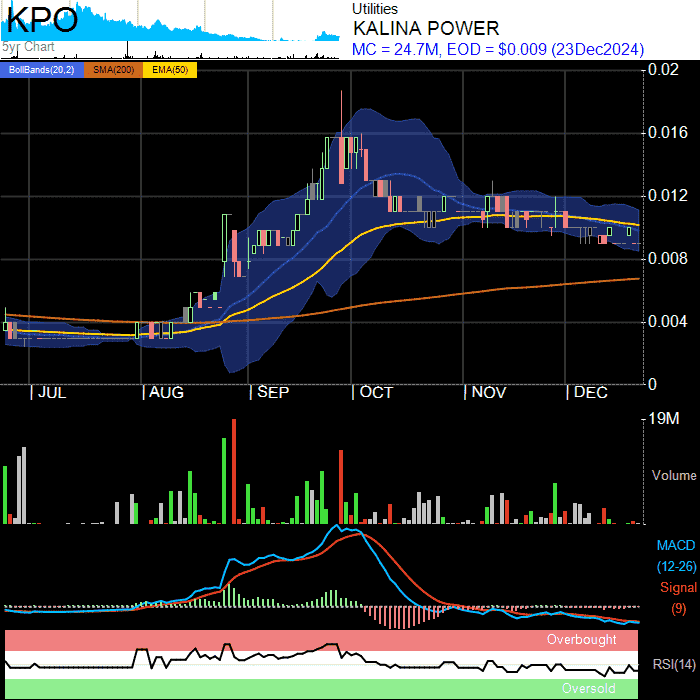 KPO
5yr Chart
Utilities
KALINA POWER
MC = 24.7M, EOD = $0.009 (23Dec2024)
BollBands(20,2) SMA(200) EMA(50)
0.02
0.016
0.012
0.008
0.004
0
JUL AUG SEP OCT NOV DEC
19M
Volume
MACD
(12-26)
Signal
(9)
Overbought
RSI(14)
Oversold